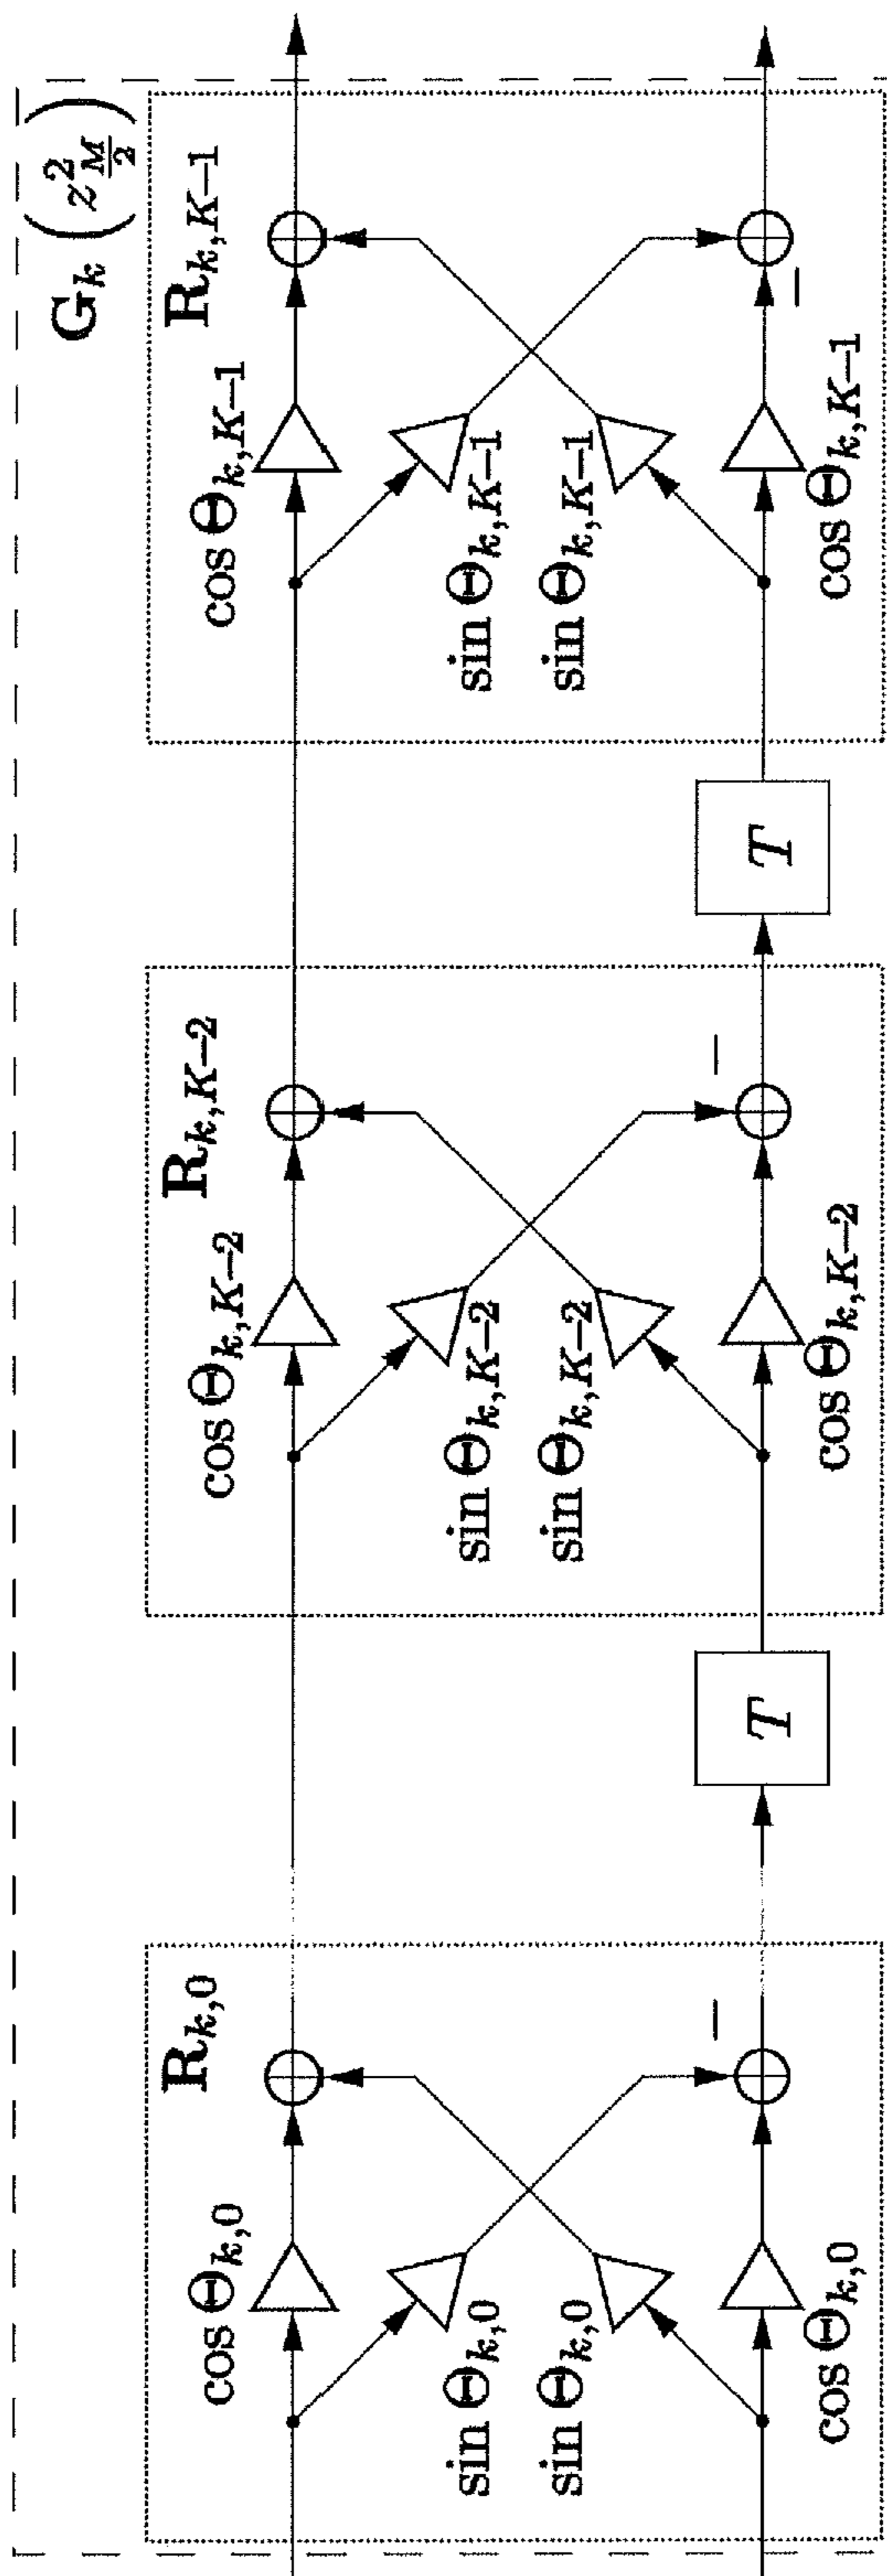 G_k (z^2_{M/2})
R_{k,0}
cos Θ_{k,0}
sin Θ_{k,0}
sin Θ_{k,0}
cos Θ_{k,0}
−
T
R_{k,K−2}
cos Θ_{k,K−2}
sin Θ_{k,K−2}
sin Θ_{k,K−2}
cos Θ_{k,K−2}
−
T
R_{k,K−1}
cos Θ_{k,K−1}
sin Θ_{k,K−1}
sin Θ_{k,K−1}
cos Θ_{k,K−1}
−